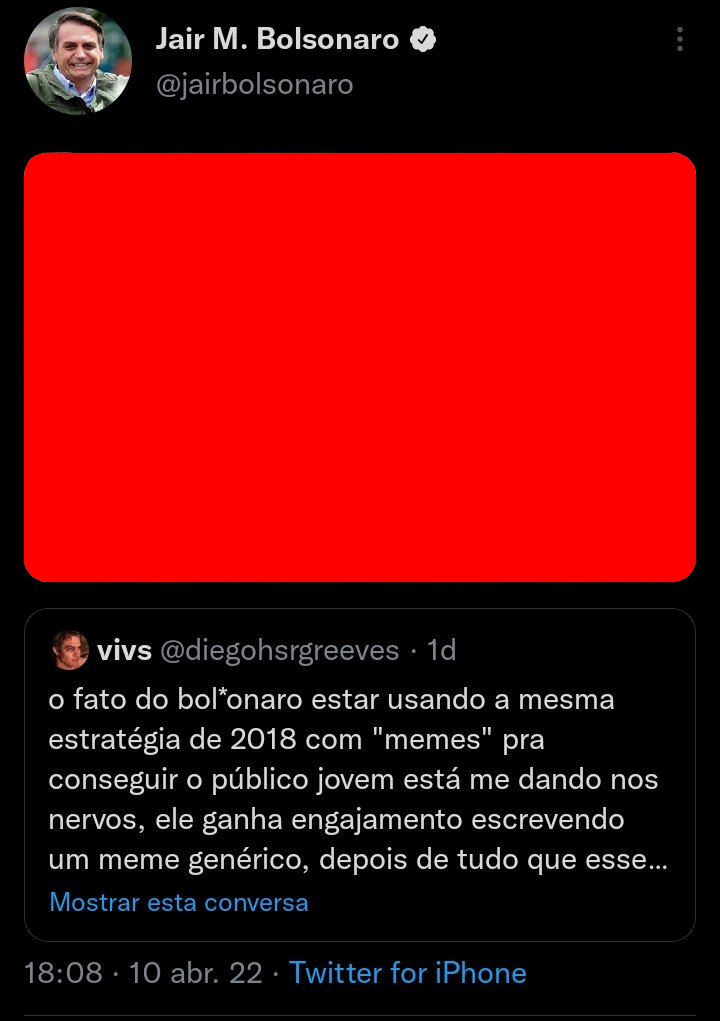 Jair M. Bolsonaro
@jairbolsonaro
vivs @diegohsrgreeves · 1d
o fato do bol*onaro estar usando a mesma
estratégia de 2018 com "memes" pra
conseguir o público jovem está me dando nos
nervos, ele ganha engajamento escrevendo
um meme genérico, depois de tudo que esse...
Mostrar esta conversa
18:08 · 10 abr. 22 · Twitter for iPhone